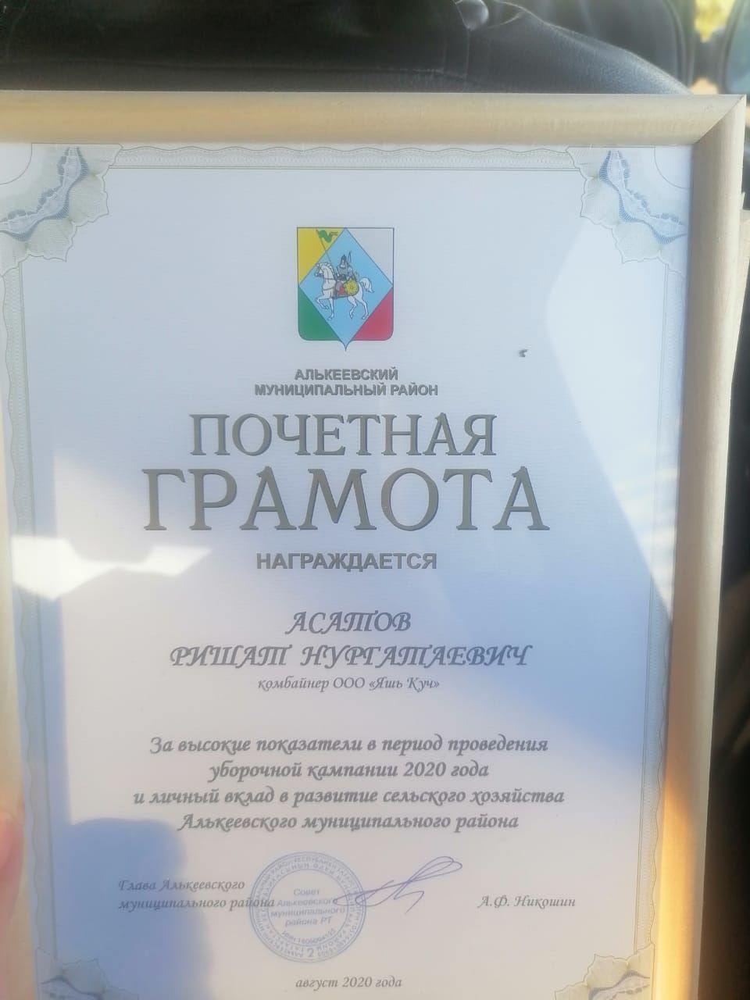 АЛЬКЕЕВСКИЙ
МУНИЦИПАЛЬНЫЙ РАЙОН
ПОЧЕТНАЯ
ГРАМОТА
НАГРАЖДАЕТСЯ
АСАТОВ
РИШАТ НУРГАТАЕВИЧ
комбайнер ООО «Яшь Куч»
За высокие показатели в период проведения
уборочной кампании 2020 года
и личный вклад в развитие сельского хозяйства
Алькеевского муниципального района
Глава Алькеевского
муниципального района
Совет
Алькеевского
муниципального
района РТ
А.Ф. Никошин
август 2020 года